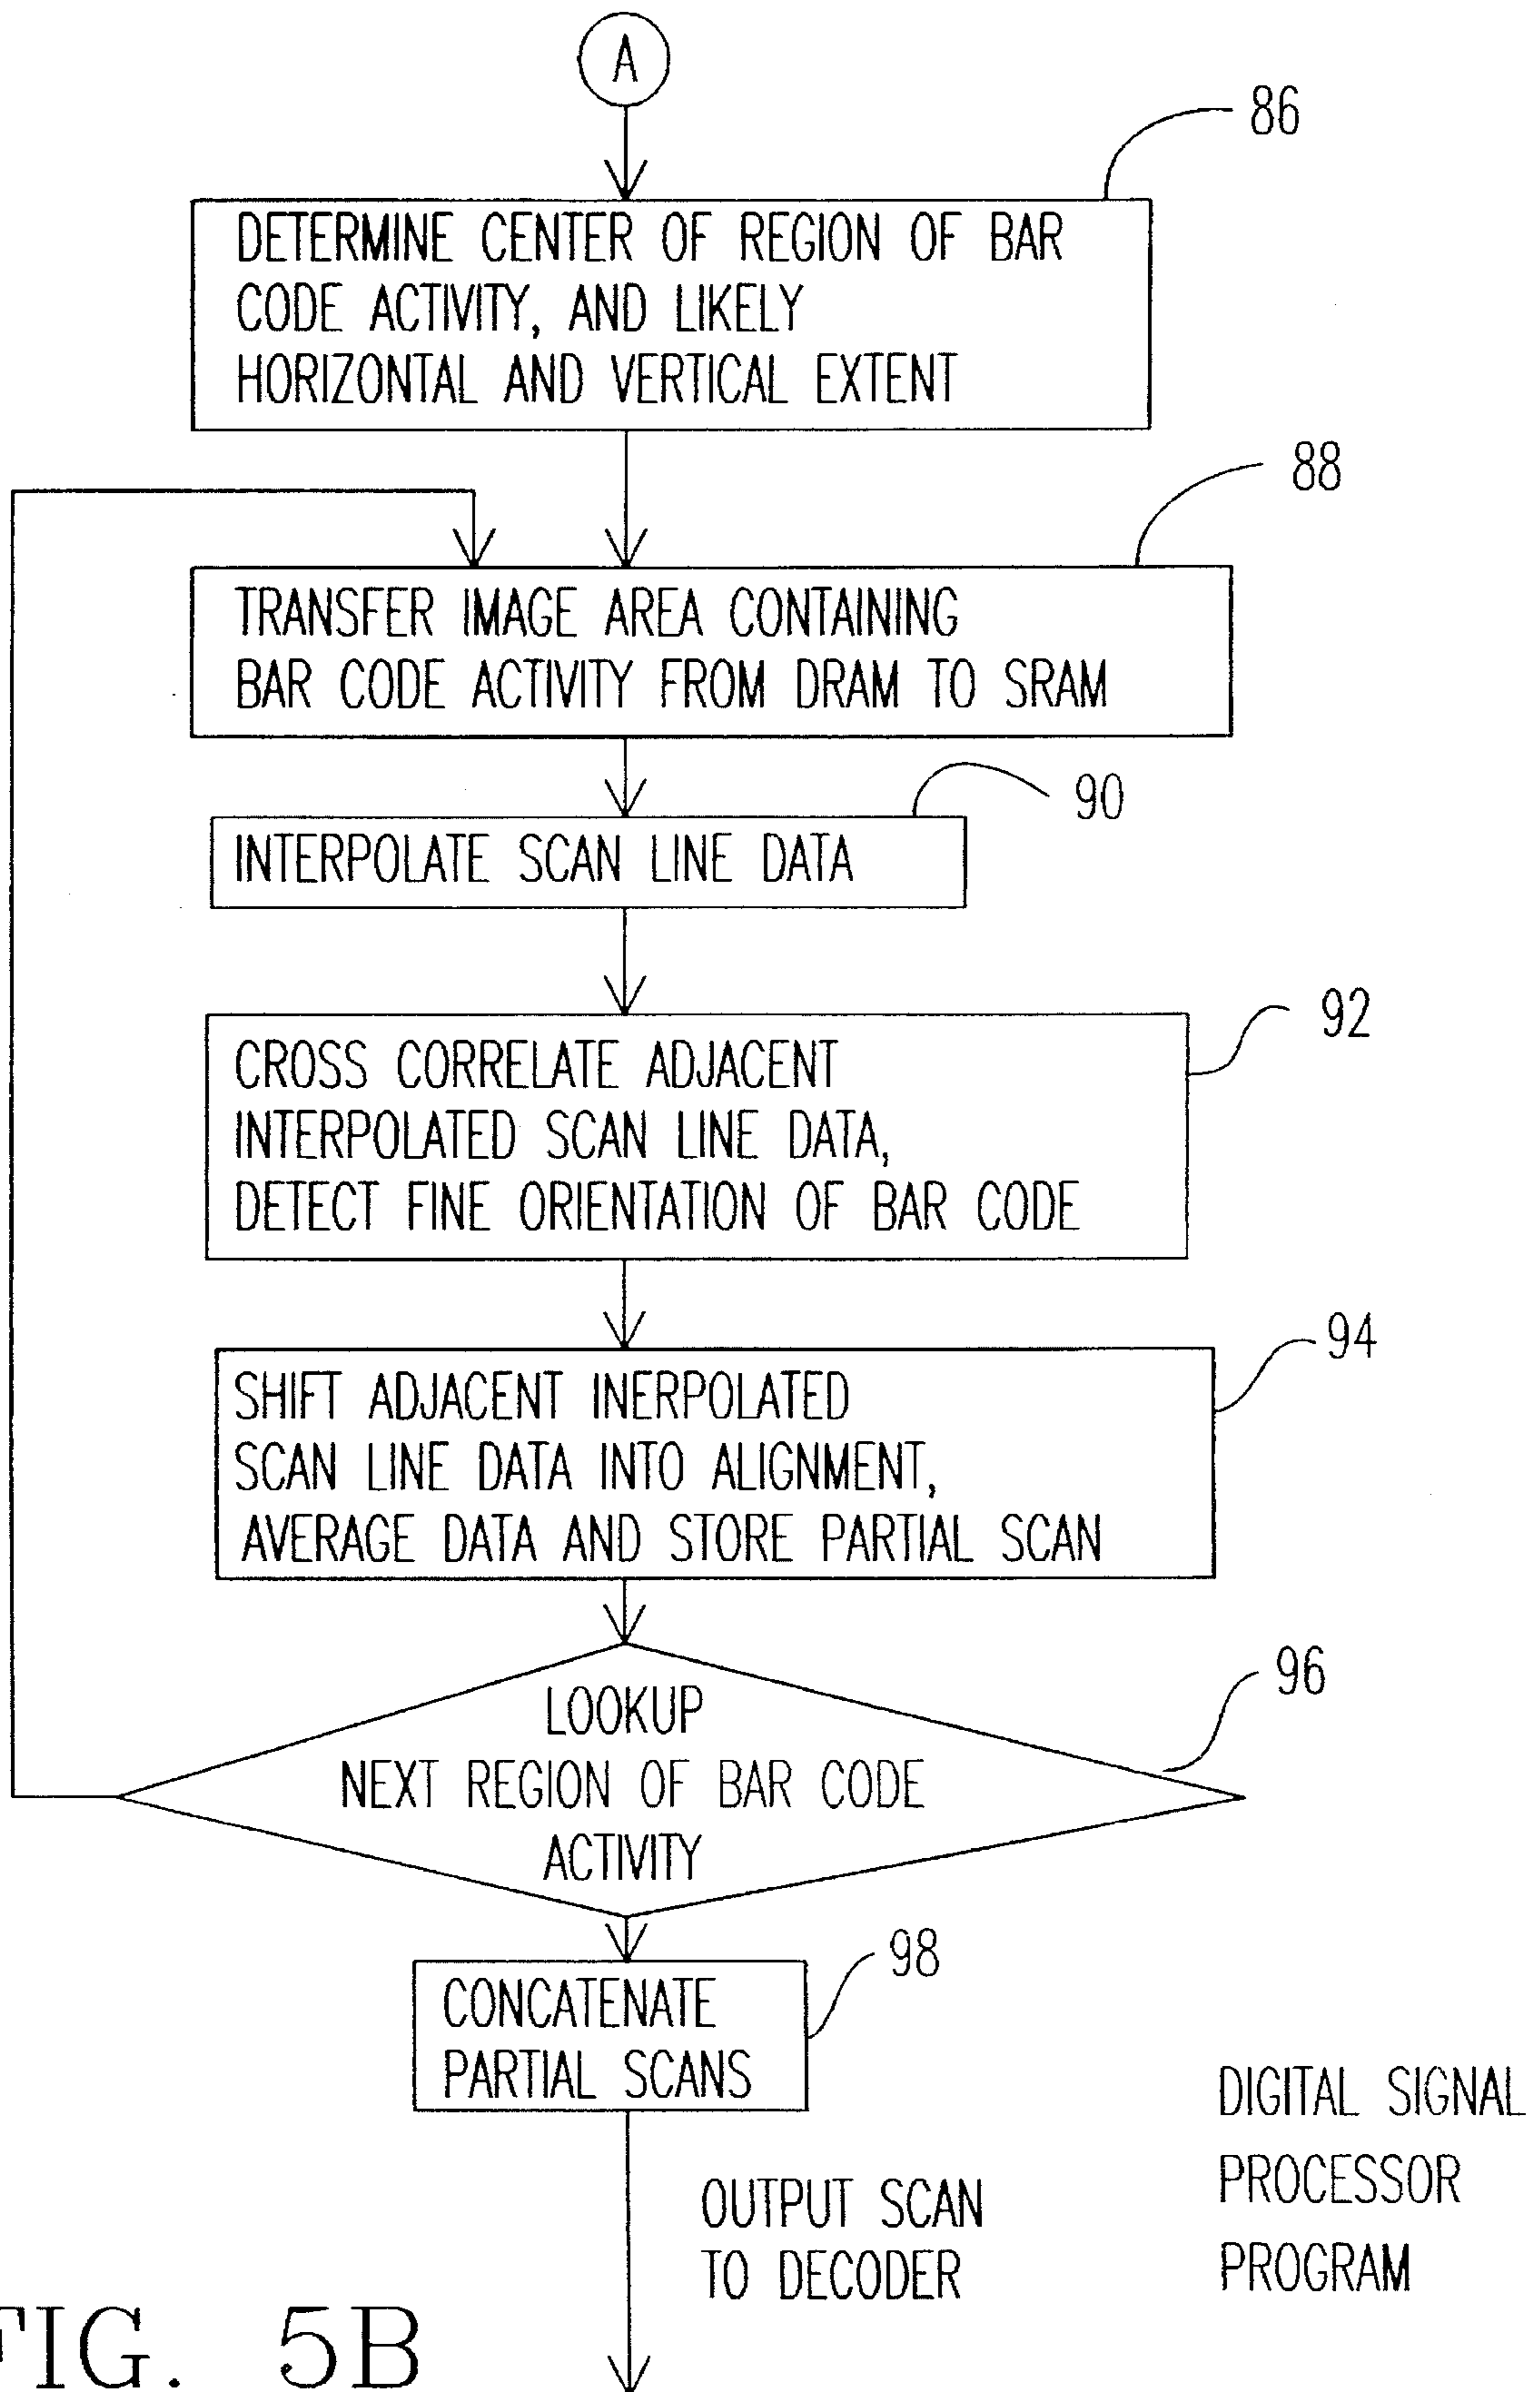 A
86
DETERMINE CENTER OF REGION OF BAR
CODE ACTIVITY, AND LIKELY
HORIZONTAL AND VERTICAL EXTENT
88
TRANSFER IMAGE AREA CONTAINING
BAR CODE ACTIVITY FROM DRAM TO SRAM
90
INTERPOLATE SCAN LINE DATA
92
CROSS CORRELATE ADJACENT
INTERPOLATED SCAN LINE DATA,
DETECT FINE ORIENTATION OF BAR CODE
94
SHIFT ADJACENT INERPOLATED
SCAN LINE DATA INTO ALIGNMENT,
AVERAGE DATA AND STORE PARTIAL SCAN
96
LOOKUP
NEXT REGION OF BAR CODE
ACTIVITY
98
CONCATENATE
PARTIAL SCANS
OUTPUT SCAN
TO DECODER
DIGITAL SIGNAL
PROCESSOR
PROGRAM
FIG. 5B